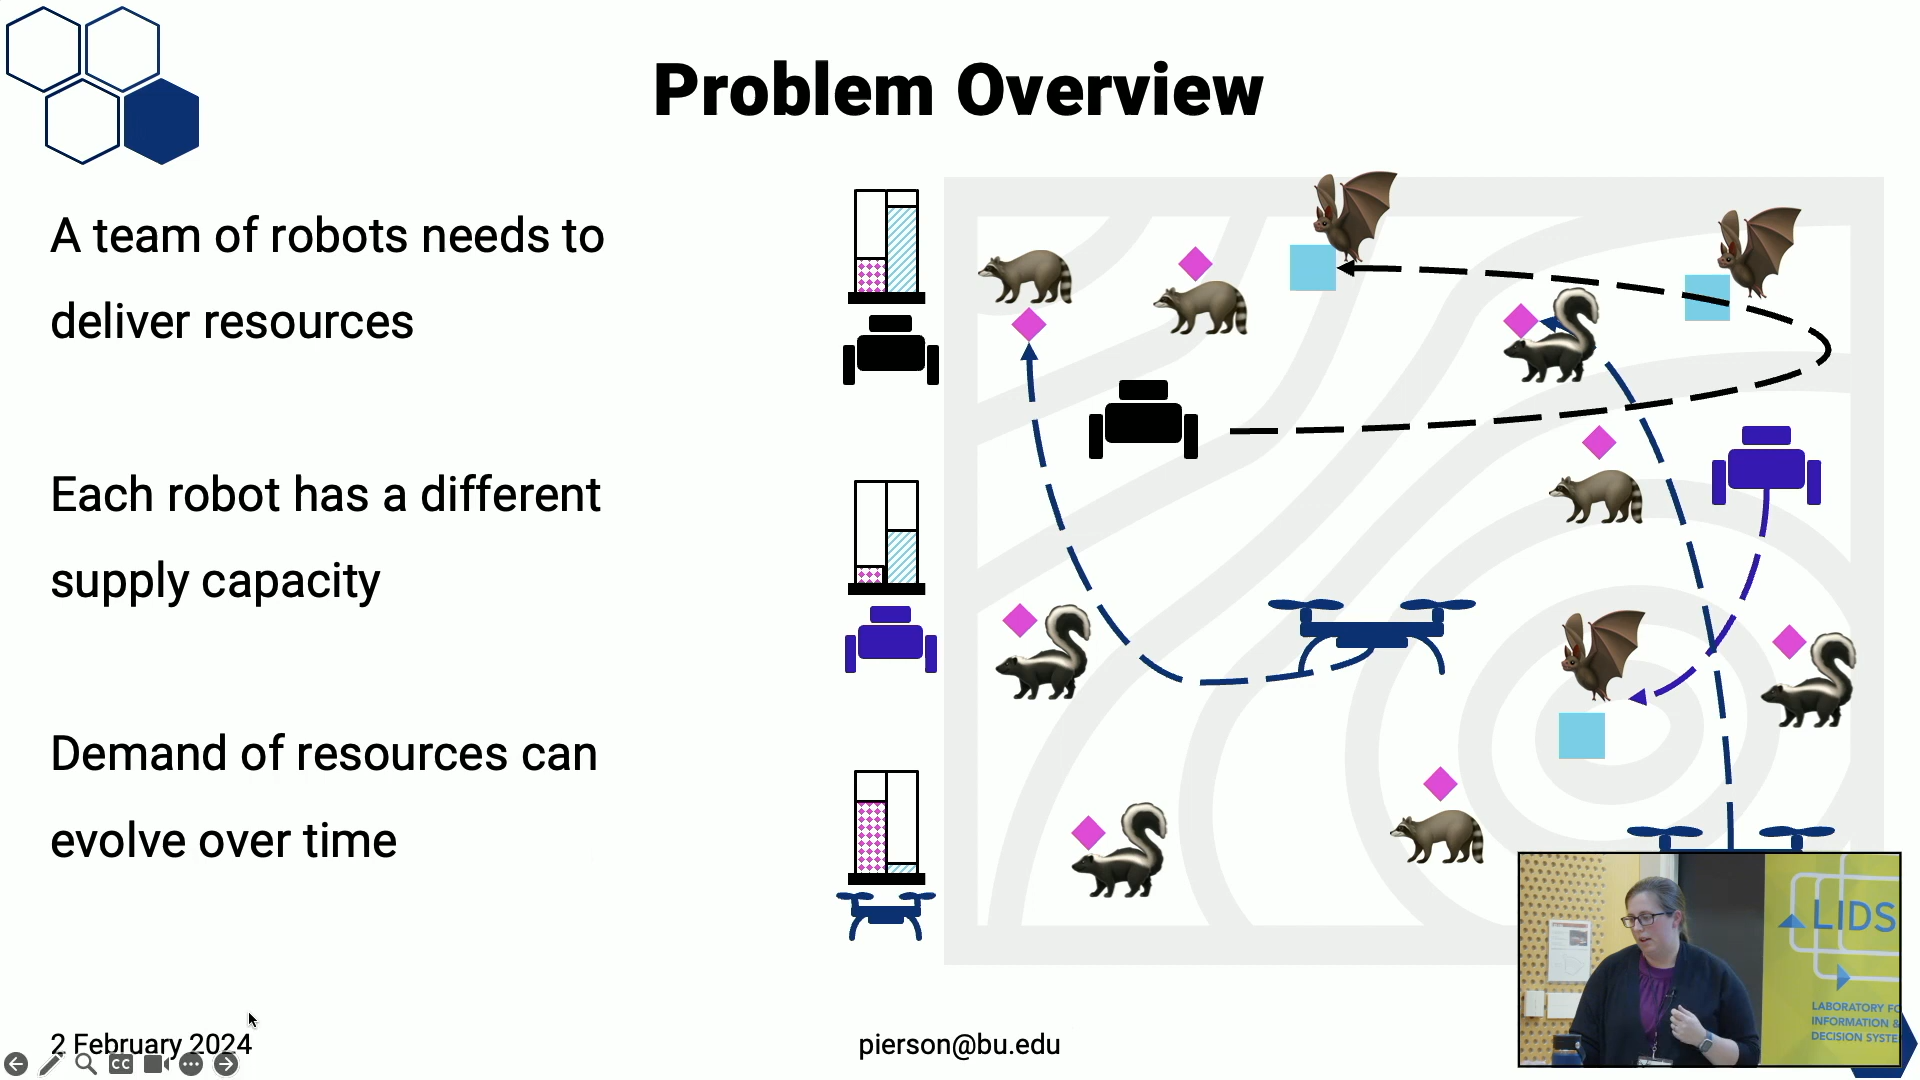 Problem Overview
A team of robots needs to
deliver resources
Each robot has a different
supply capacity
Demand of resources can
evolve over time
2 February 2024
pierson@bu.edu
CC
LIDS
LABORATORY FO
INFORMATION &
DECISION SYSTE